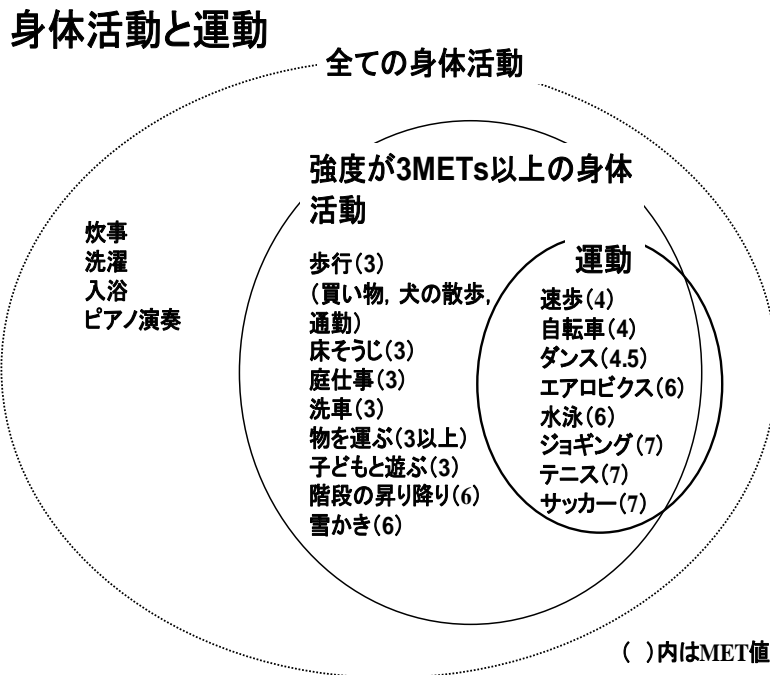 身体活動と運動
全ての身体活動
強度が3METs以上の身体
活動
炊事
洗濯
入浴
ピアノ演奏
歩行(3)
(買い物, 犬の散歩,
通勤)
床そうじ(3)
庭仕事(3)
洗車(3)
物を運ぶ(3以上)
子どもと遊ぶ(3)
階段の昇り降り(6)
雪かき(6)
運動
速歩(4)
自転車(4)
ダンス(4.5)
エアロビクス(6)
水泳(6)
ジョギング(7)
テニス(7)
サッカー(7)
( )内はMET値